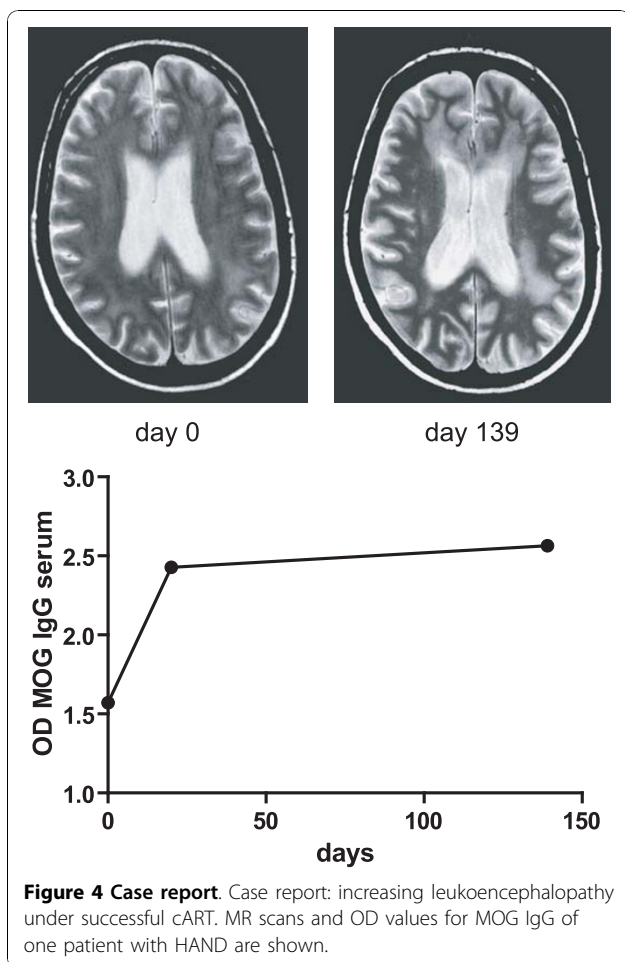 day 0
day 139
3.0
2.5
2.0
1.5
1.0
OD MOG IgG serum
0
50
100
150
days
Figure 4 Case report. Case report: increasing leukoencephalopathy
under successful cART. MR scans and OD values for MOG IgG of
one patient with HAND are shown.